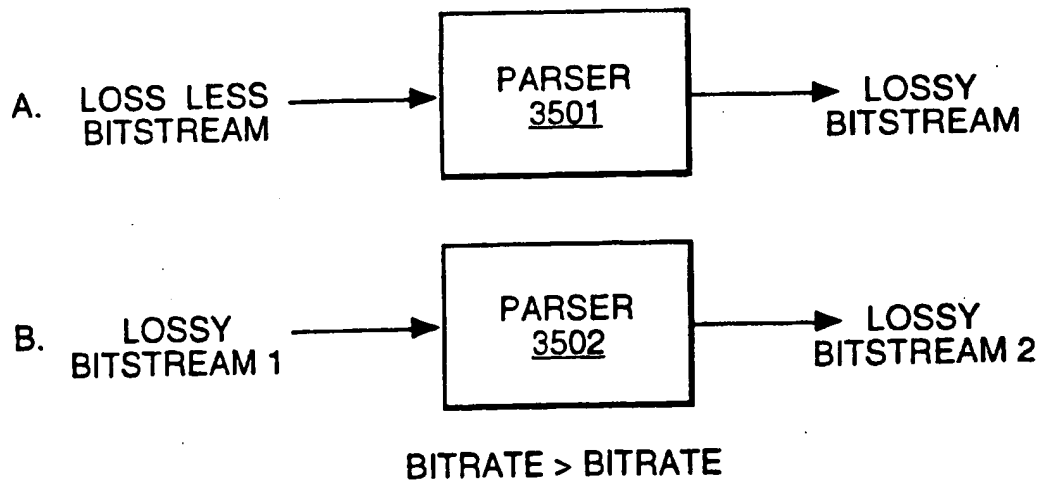 A. LOSS LESS BITSTREAM
PARSER
3501
LOSSY BITSTREAM
B. LOSSY BITSTREAM 1
PARSER
3502
LOSSY BITSTREAM 2
BITRATE > BITRATE